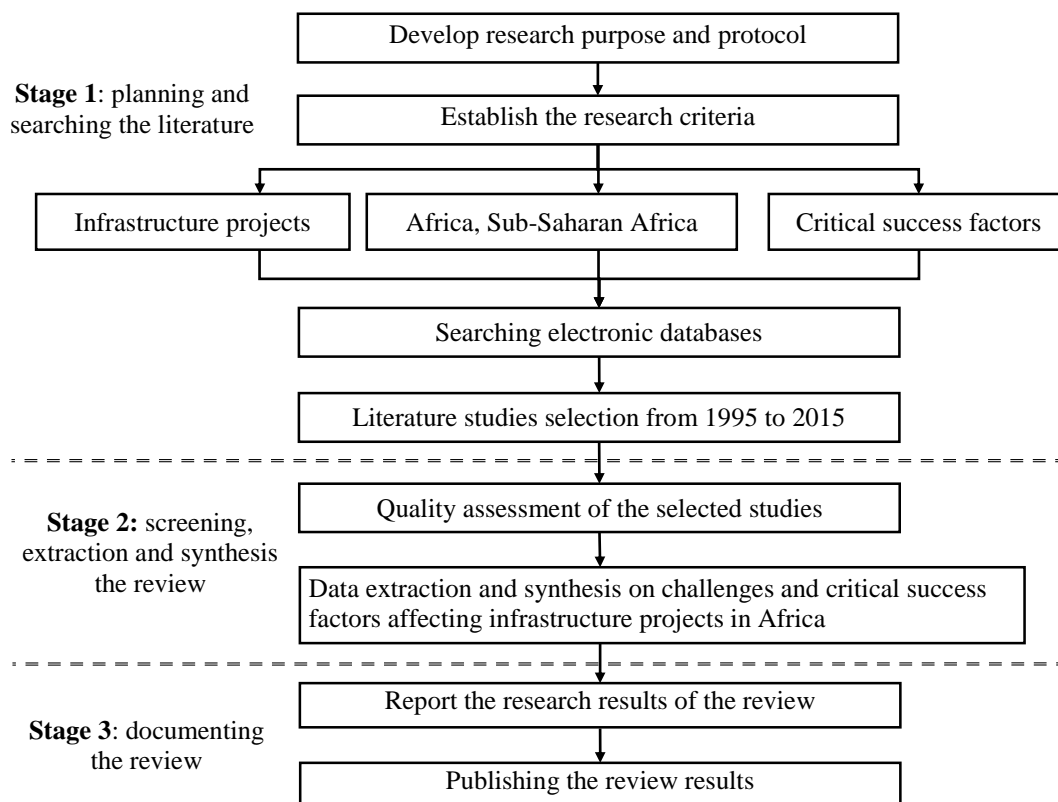 Develop research purpose and protocol
Stage 1: planning and
searching the literature
Establish the research criteria
Infrastructure projects
Africa, Sub-Saharan Africa
Critical success factors
Searching electronic databases
Literature studies selection from 1995 to 2015
Stage 2: screening,
extraction and synthesis
the review
Quality assessment of the selected studies
Data extraction and synthesis on challenges and critical success
factors affecting infrastructure projects in Africa
Stage 3: documenting
the review
Report the research results of the review
Publishing the review results